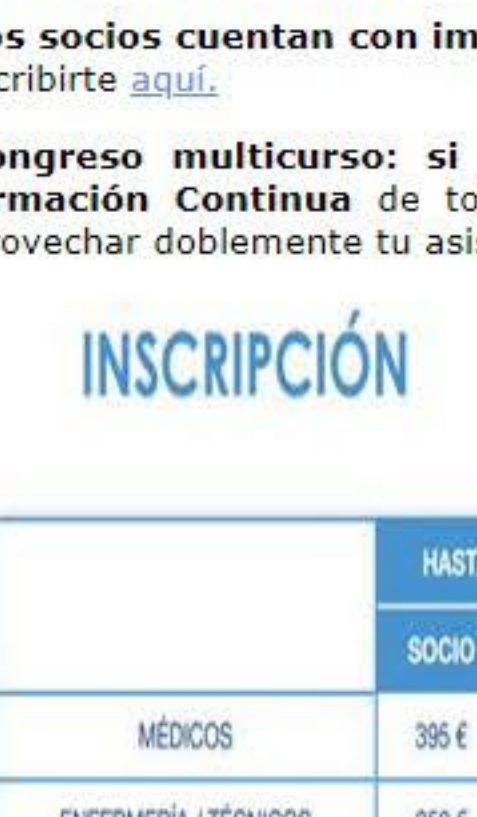 os socios cuentan con im
cribirte aquí.
ongreso multicurso: si
rmación Continua de to
rovechar doblemente tu asis
INSCRIPCIÓN
HAST
SOCIO
MÉDICOS 395 €